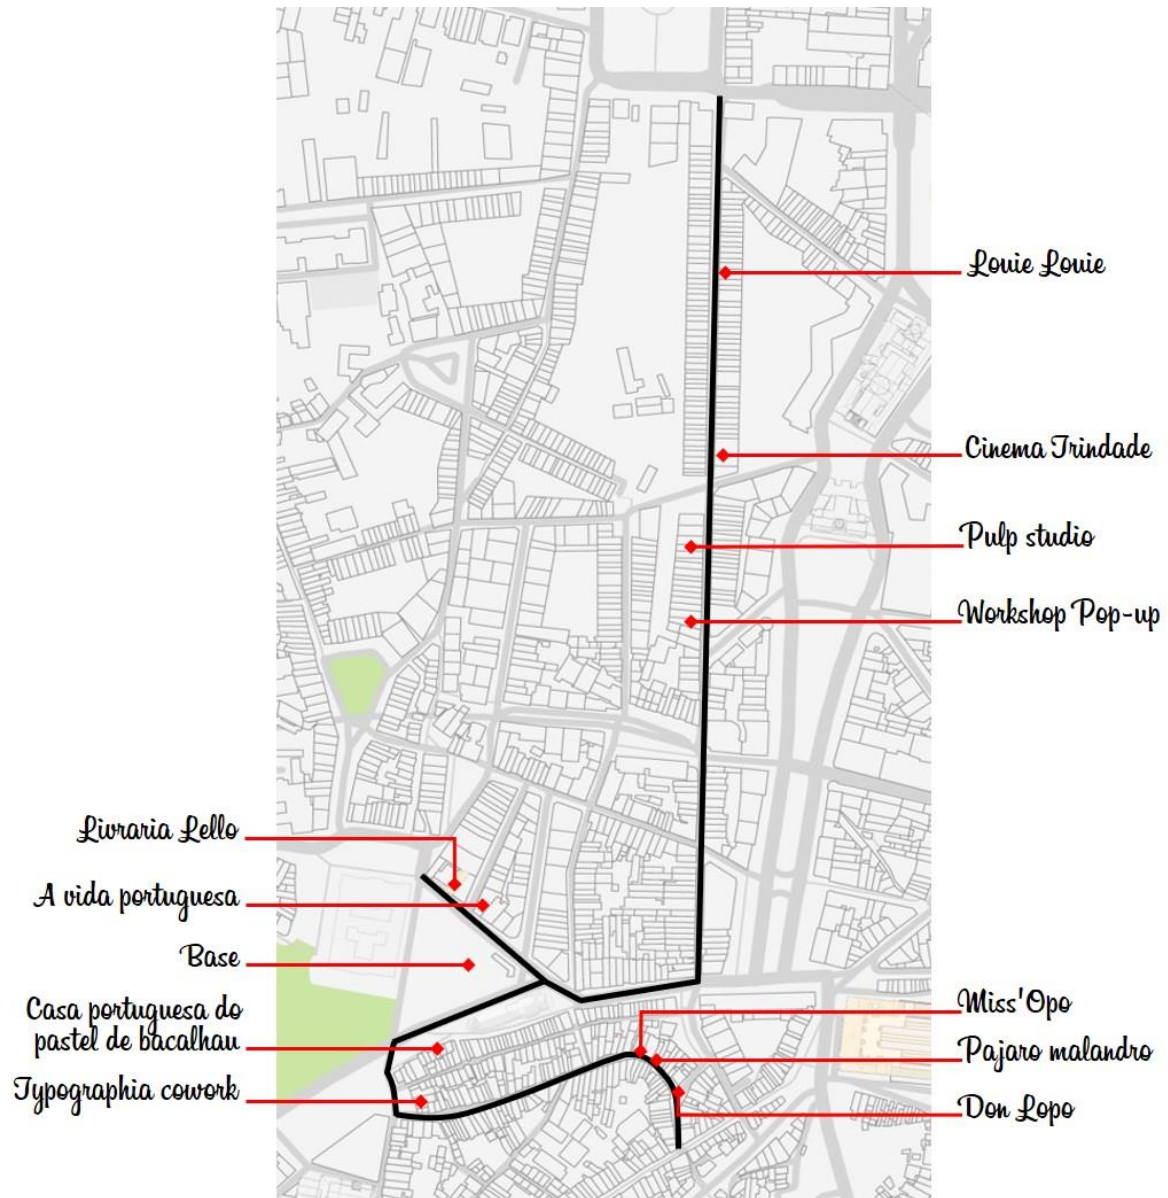 Louie Louie
Cinema Trindade
Pulp studio
Workshop Pop-up
Livraria Lello
A vida portuguesa
Base
Casa portuguesa do
pastel de bacalhau
Typographia cowork
Miss'Opo
Pajaro malandro
Don Lopo